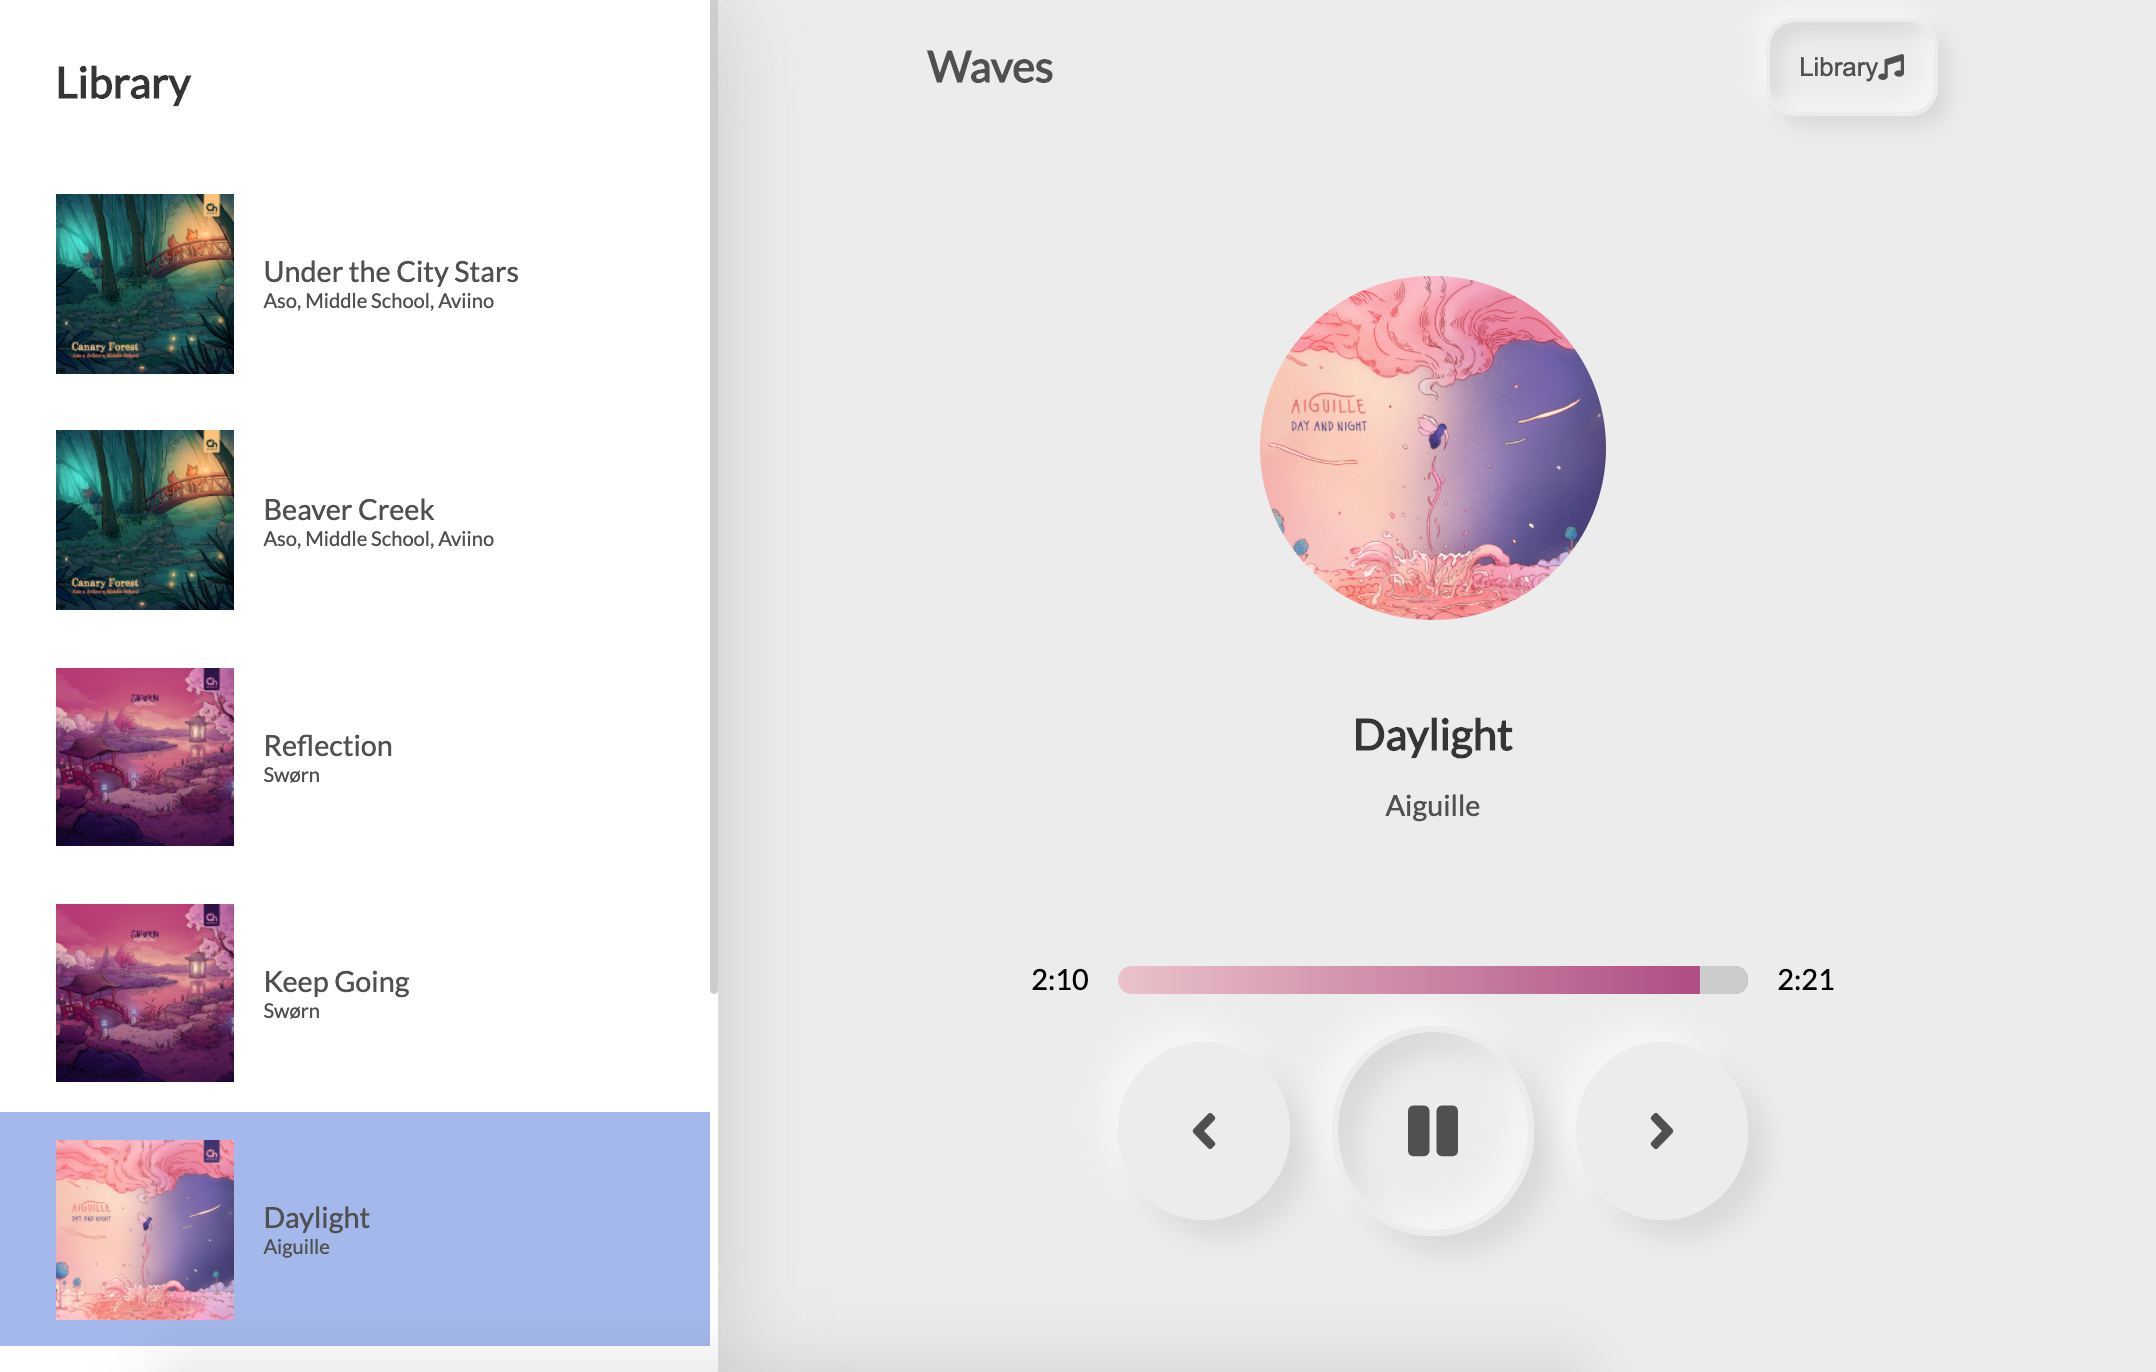 Library
Under the City Stars
Aso, Middle School, Aviino
Canary Forest
Beaver Creek
Aso, Middle School, Aviino
Canary Forest
Reflection
Swørn
SWØRN
Keep Going
Swørn
SWØRN
Daylight
Aiguille
AIGUILLE
DAY AND NIGHT
Waves
Library
AIGUILLE
DAY AND NIGHT
Daylight
Aiguille
2:10
2:21